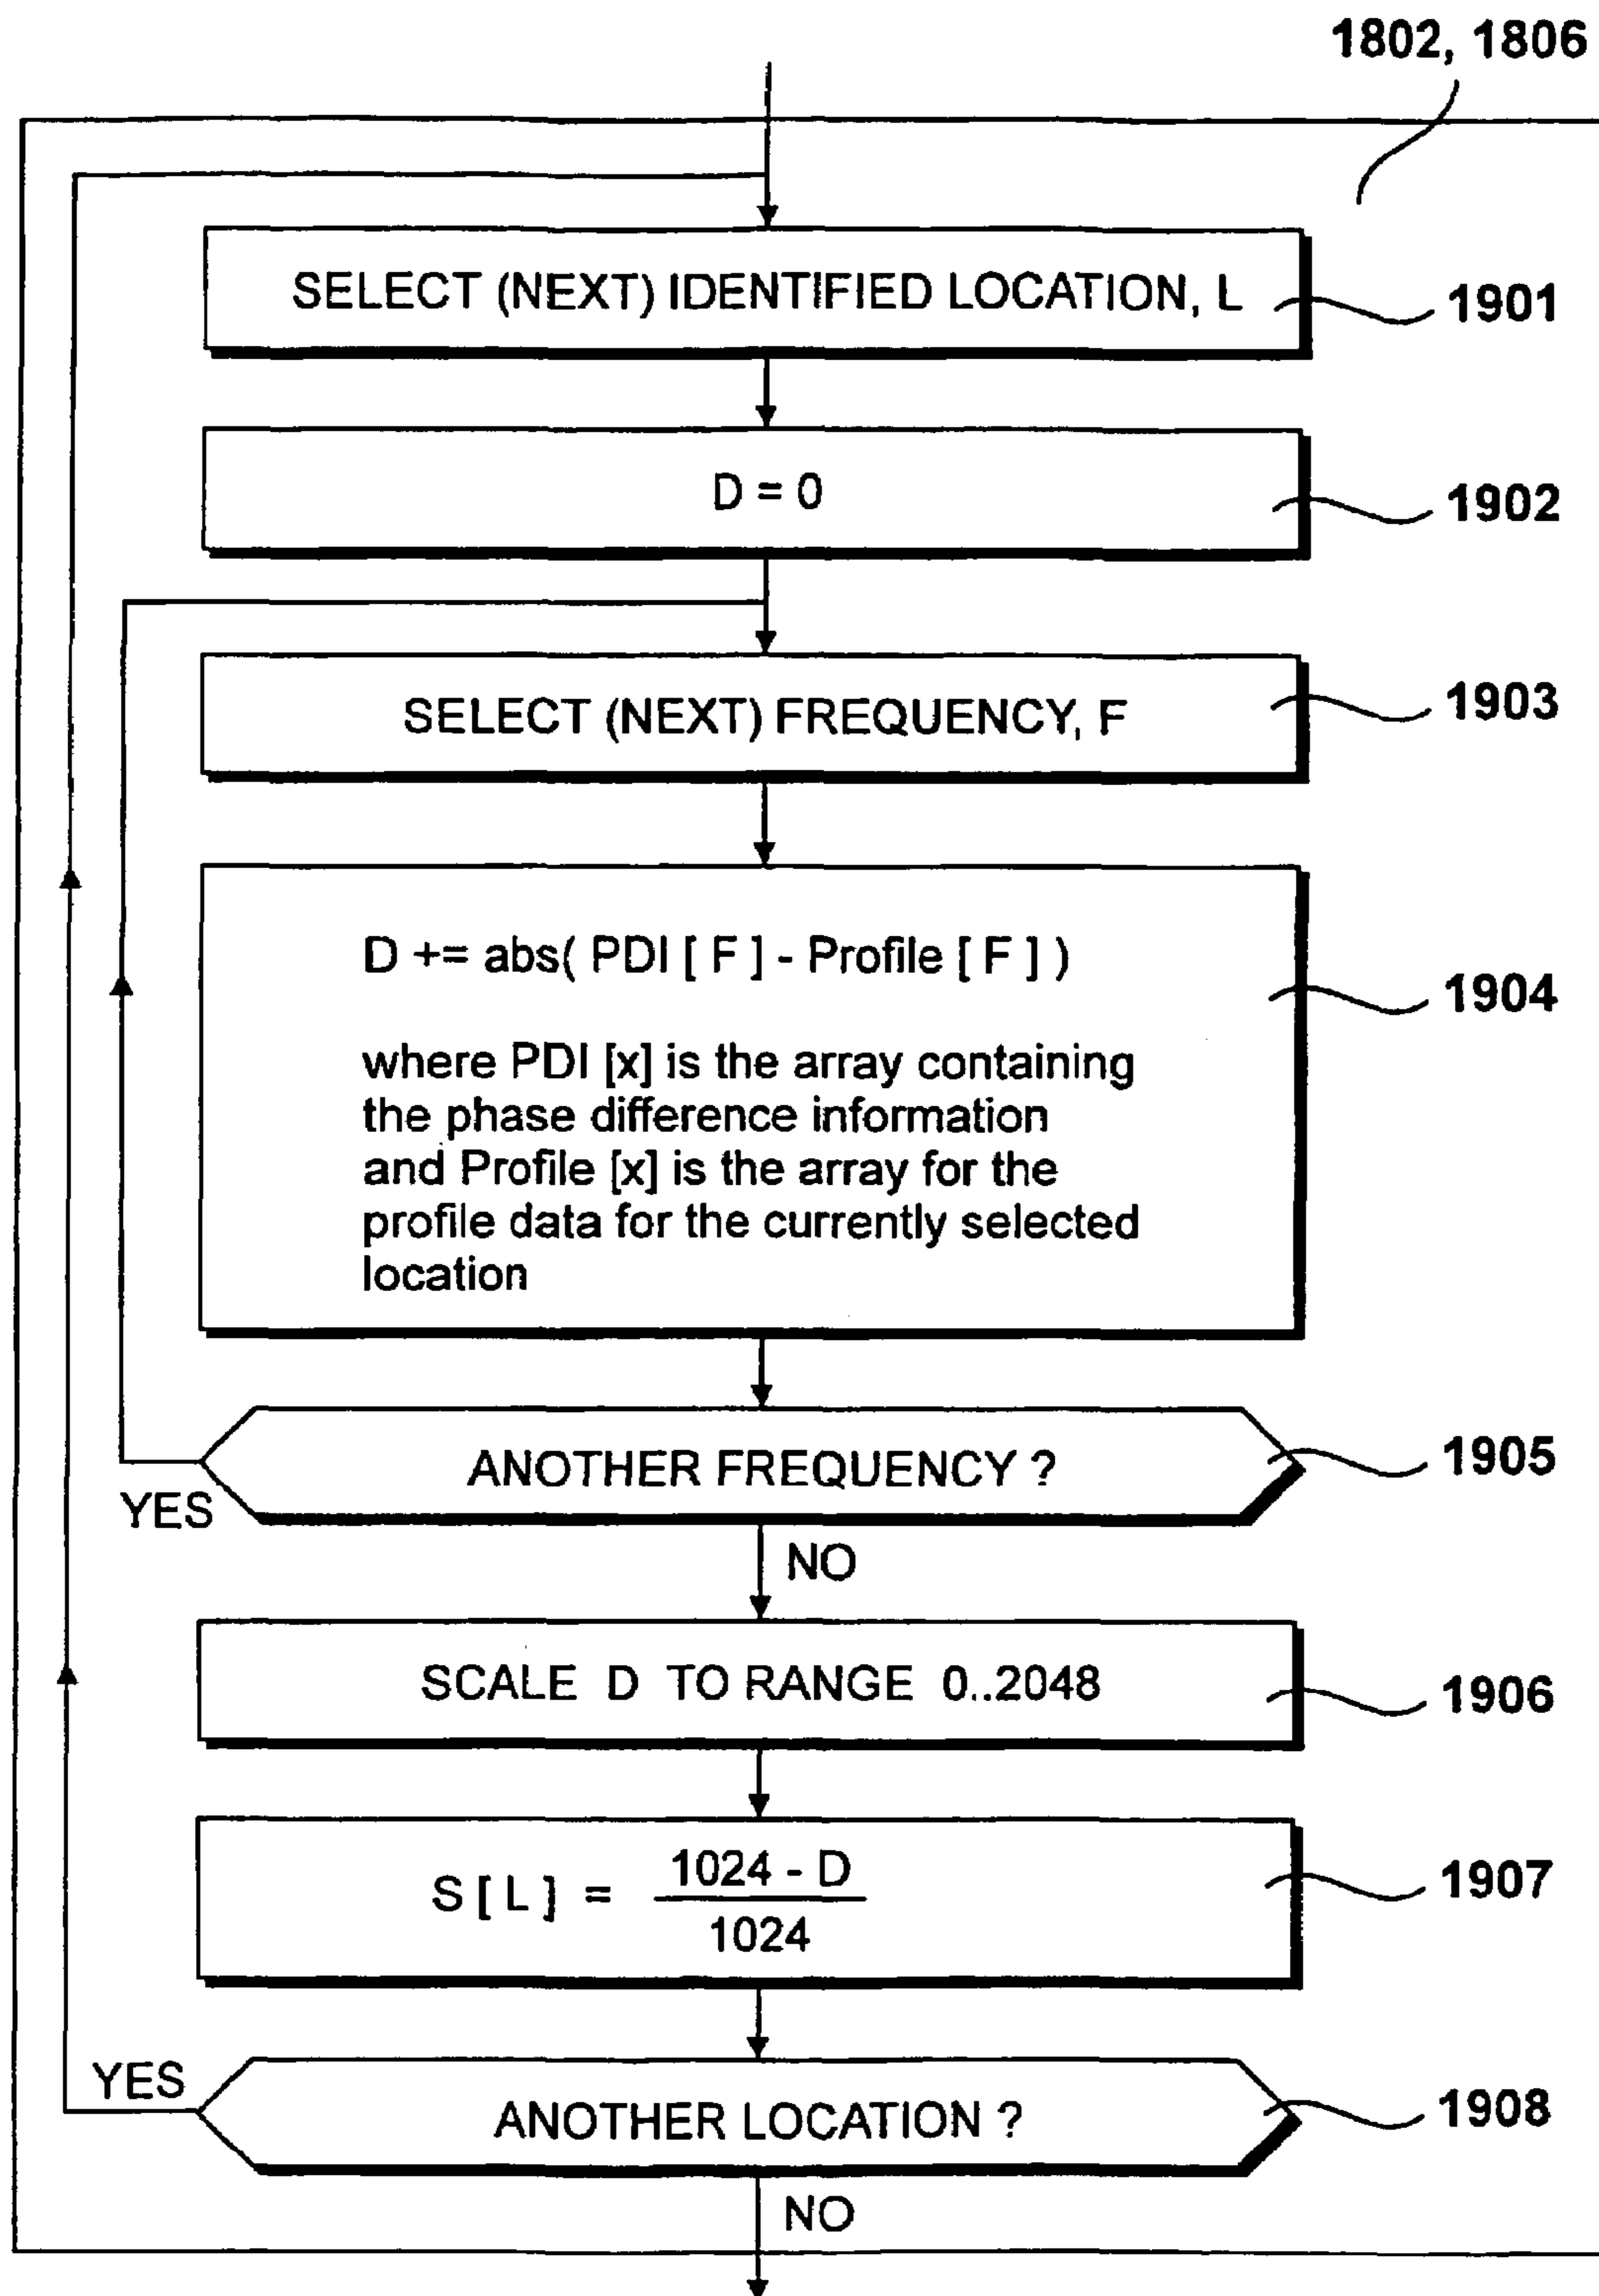 1802, 1806
SELECT (NEXT) IDENTIFIED LOCATION, L
1901
D = 0
1902
SELECT (NEXT) FREQUENCY, F
1903
D += abs( PDI [ F ] - Profile [ F ] )
where PDI [x] is the array containing
the phase difference information
and Profile [x] is the array for the
profile data for the currently selected
location
1904
ANOTHER FREQUENCY ?
1905
YES
NO
SCALE D TO RANGE 0..2048
1906
S [ L ] = 1024 - D
1024
1907
YES
ANOTHER LOCATION ?
1908
NO